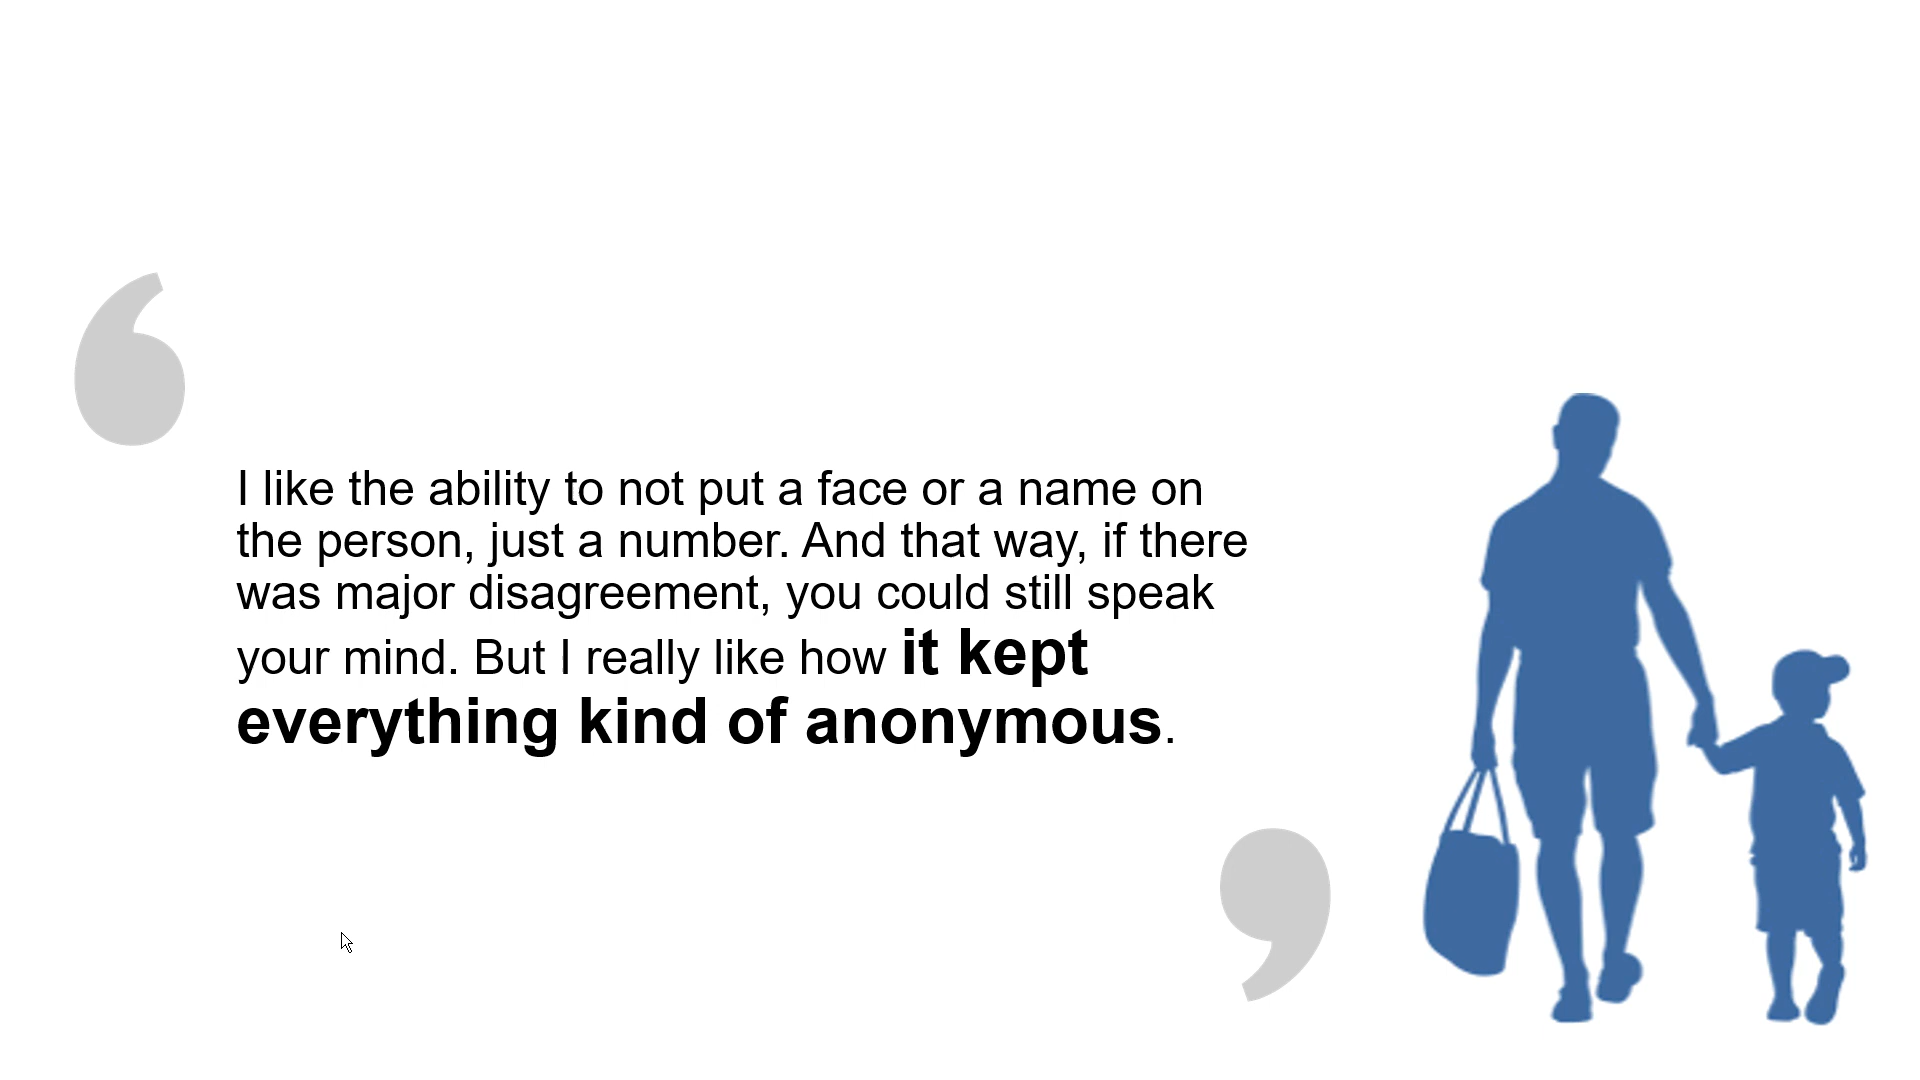 ‘
I like the ability to not put a face or a name on
the person, just a number. And that way, if there
was major disagreement, you could still speak
your mind. But I really like how it kept
everything kind of anonymous.
’